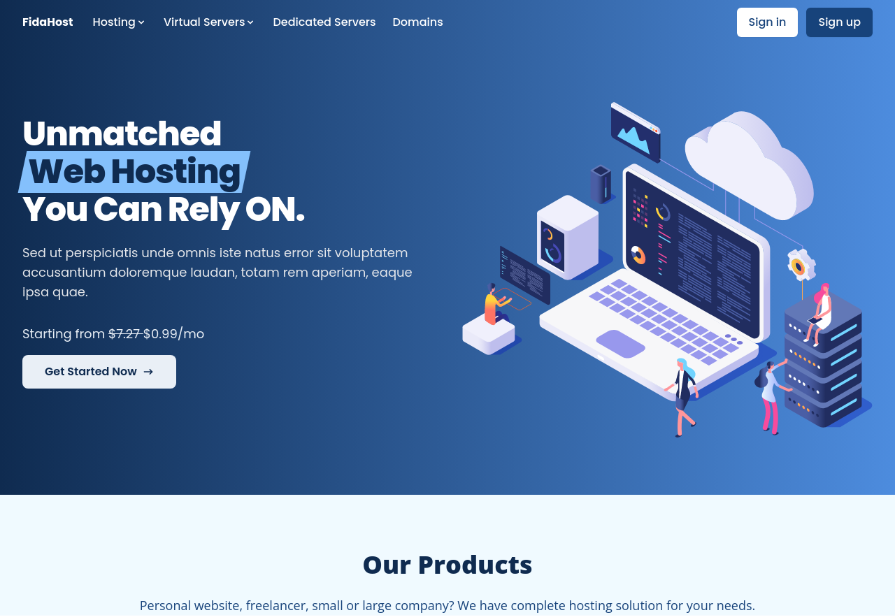 FidaHost Hosting Virtual Servers Dedicated Servers Domains Sign in Sign up
Unmatched
Web Hosting
You Can Rely ON.
Sed ut perspiciatis unde omnis iste natus error sit voluptatem
accusantium doloremque laudan, totam rem aperiam, eaque
ipsa quae.
Starting from $7.27 $0.99/mo
Get Started Now →
Our Products
Personal website, freelancer, small or large company? We have complete hosting solution for your needs.